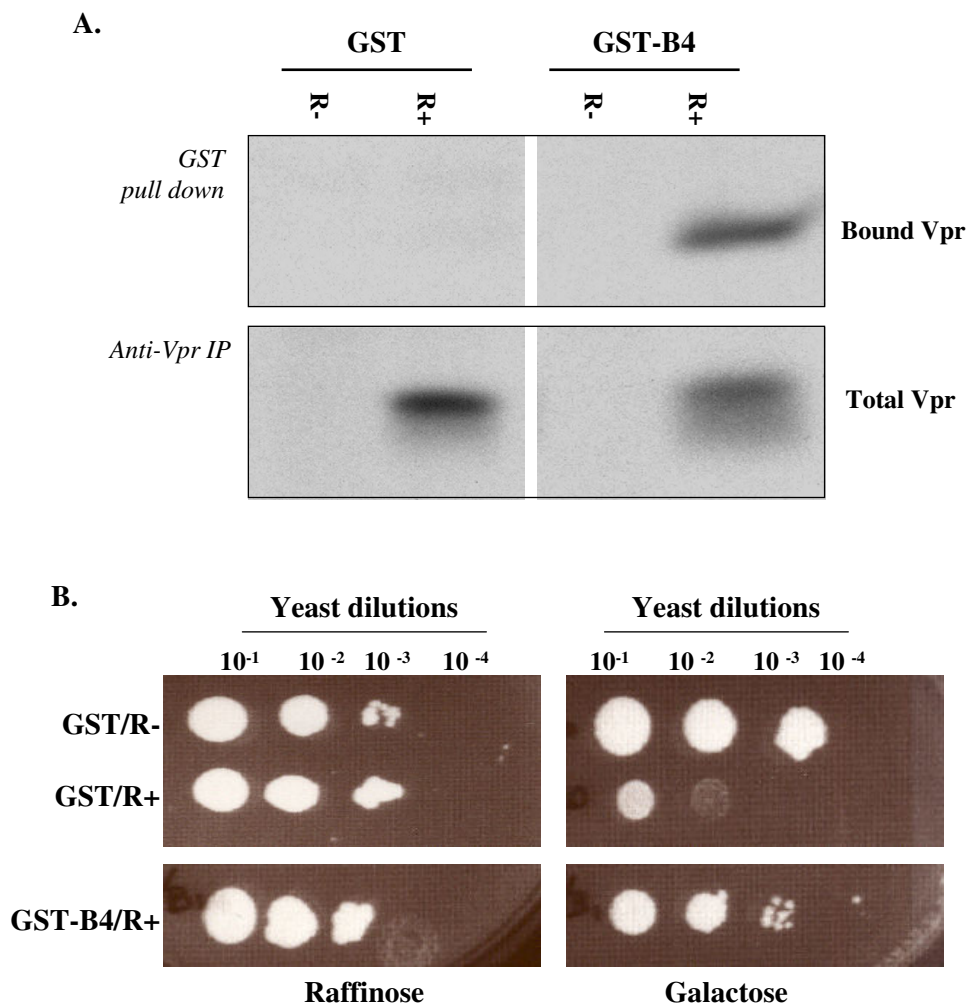 A.
GST GST-B4
R- R+ R- R+
GST
pull down
Bound Vpr
Anti-Vpr IP
Total Vpr
B.
Yeast dilutions Yeast dilutions
10-1 10 -2 10 -3 10 -4 10-1 10-2 10 -3 10 -4
GST/R-
GST/R+
GST-B4/R+
Raffinose Galactose